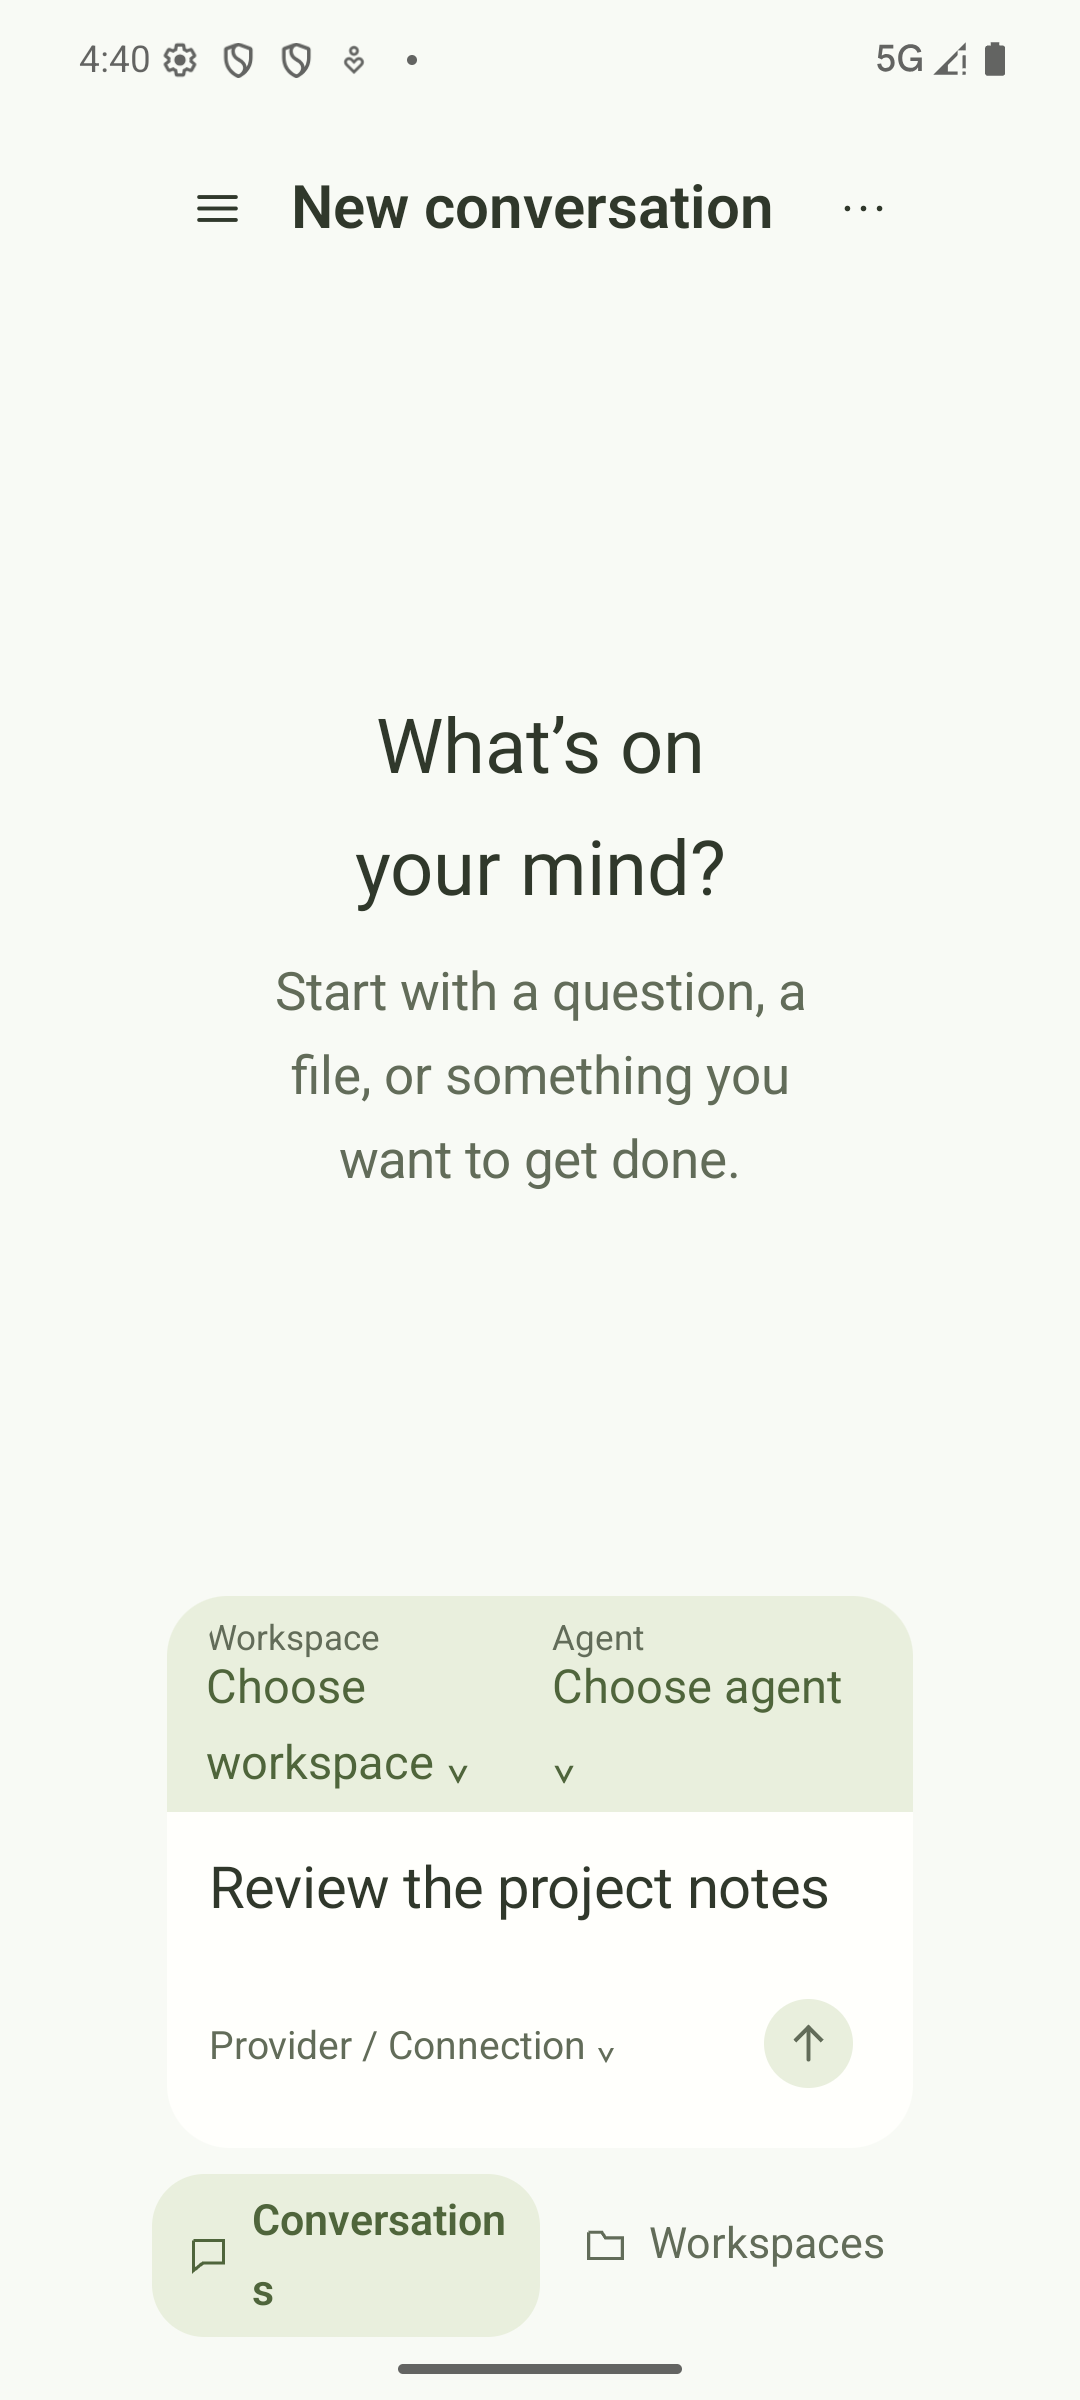 4:40
5G
New conversation
What’s on
your mind?
Start with a question, a
file, or something you
want to get done.
Workspace
Choose
workspace
Agent
Choose agent
Review the project notes
Provider / Connection
Conversation
s
Workspaces